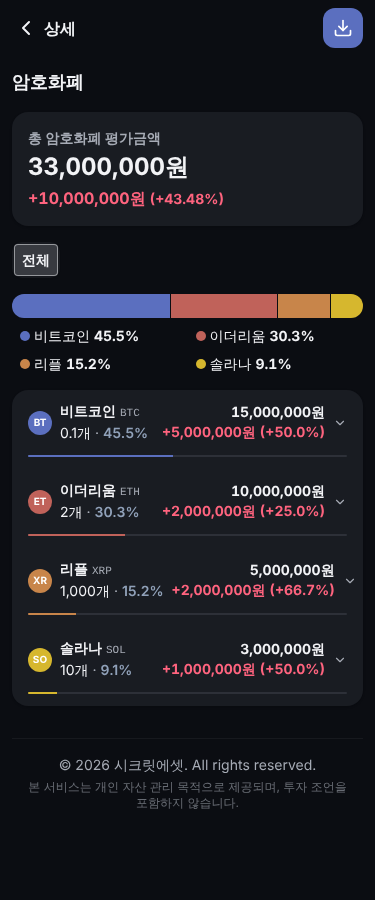 상세
암호화폐
총 암호화폐 평가금액
33,000,000원
+10,000,000원 (+43.48%)
전체
비트코인 45.5% 이더리움 30.3%
리플 15.2% 솔라나 9.1%
BT 비트코인 BTC 15,000,000원
0.1개 · 45.5% +5,000,000원 (+50.0%)
ET 이더리움 ETH 10,000,000원
2개 · 30.3% +2,000,000원 (+25.0%)
XR 리플 XRP 5,000,000원
1,000개 · 15.2% +2,000,000원 (+66.7%)
SO 솔라나 SOL 3,000,000원
10개 · 9.1% +1,000,000원 (+50.0%)
© 2026 시크릿에셋. All rights reserved.
본 서비스는 개인 자산 관리 목적으로 제공되며, 투자 조언을
포함하지 않습니다.